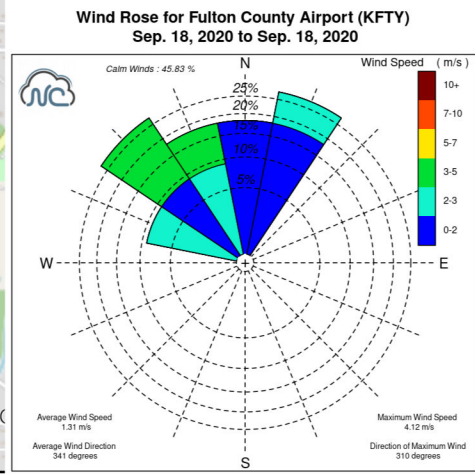 Wind Rose for Fulton County Airport (KFTY)
Sep. 18, 2020 to Sep. 18, 2020
Calm Winds : 45.83 %
N
Wind Speed ( m/s )
10+
7-10
5-7
3-5
2-3
0-2
25%
20%
15%
10%
5%
NC
W
E
S
Average Wind Speed
1.31 m/s
Average Wind Direction
341 degrees
Maximum Wind Speed
4.12 m/s
Direction of Maximum Wind
310 degrees